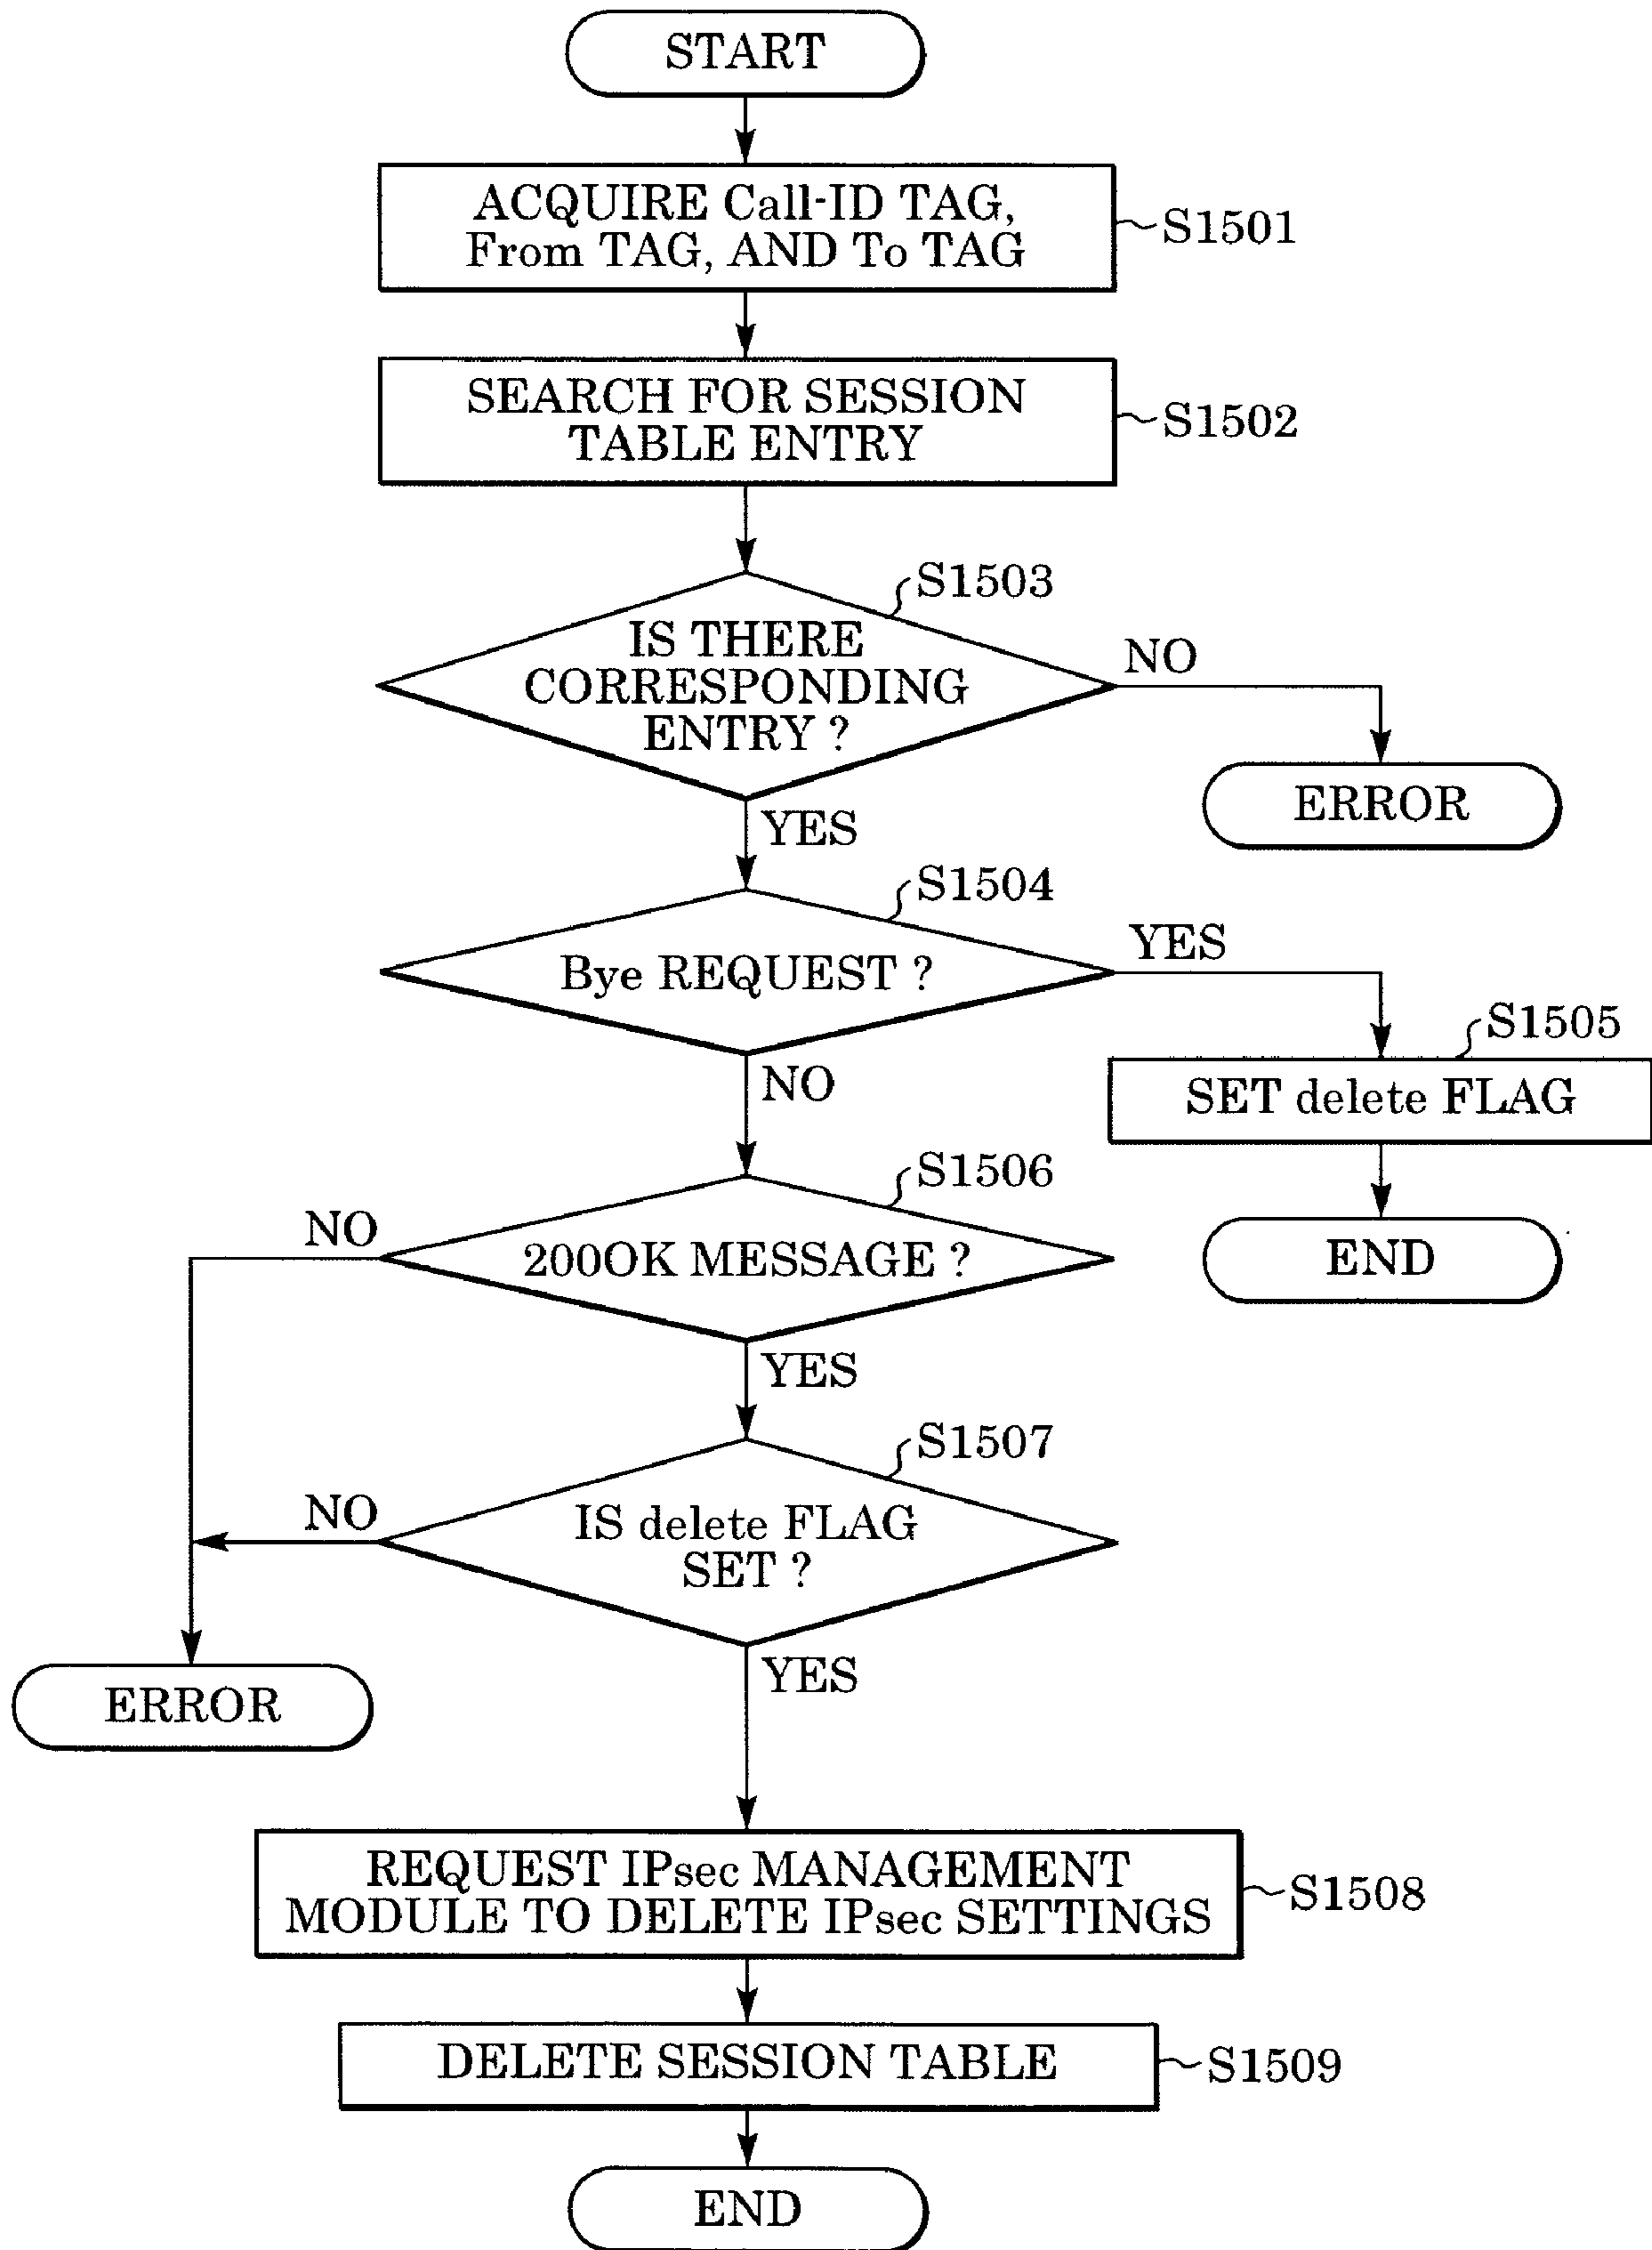 START
ACQUIRE Call-ID TAG,
From TAG, AND To TAG
S1501
SEARCH FOR SESSION
TABLE ENTRY
S1502
S1503
IS THERE
CORRESPONDING
ENTRY ?
NO
ERROR
YES
S1504
Bye REQUEST ?
YES
S1505
SET delete FLAG
END
NO
S1506
200OK MESSAGE ?
NO
YES
S1507
IS delete FLAG
SET ?
NO
ERROR
YES
REQUEST IPsec MANAGEMENT
MODULE TO DELETE IPsec SETTINGS
S1508
DELETE SESSION TABLE
S1509
END